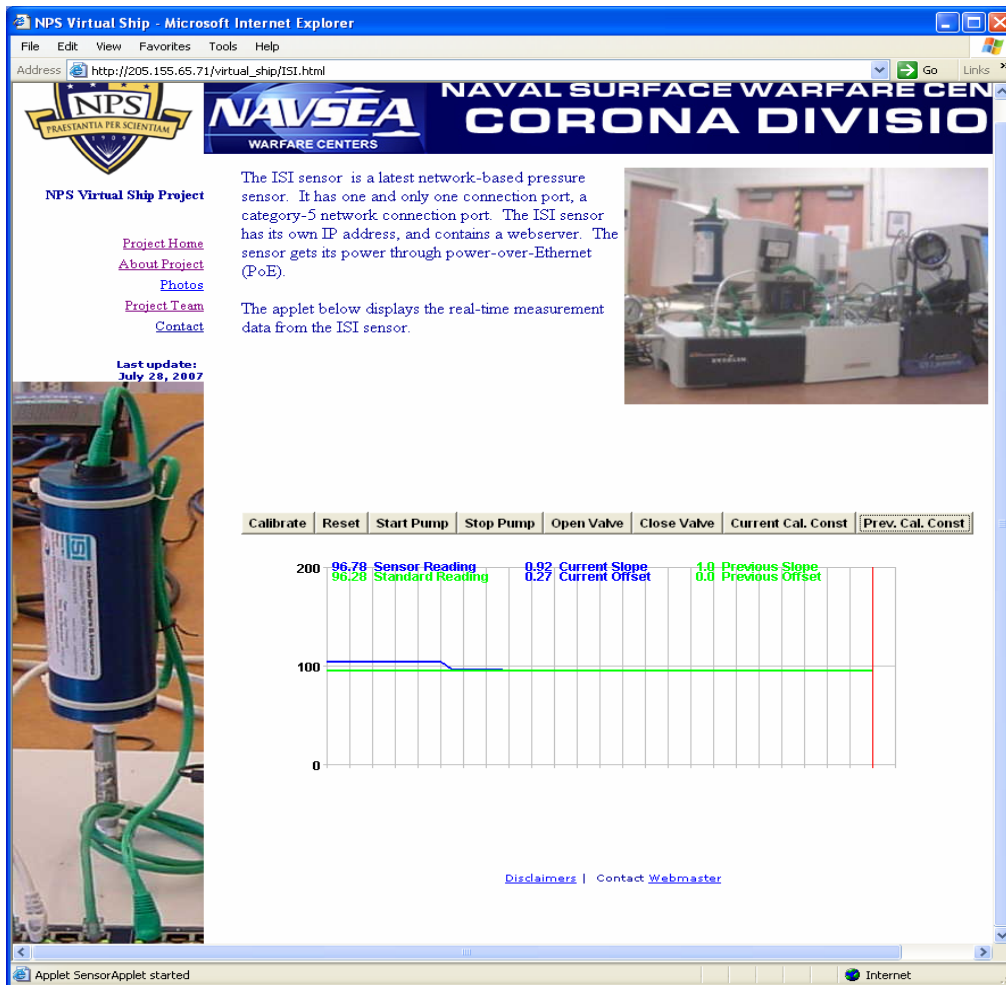 NPS Virtual Ship - Microsoft Internet Explorer
File Edit View Favorites Tools Help
Address http://205.155.65.71/virtual_ship/ISI.html Go Links
NPS
PRAESTANTIA PER SCIENTIAM
1909
NAVSEA
WARFARE CENTERS
NAVAL SURFACE WARFARE CEN
CORONA DIVISIO
NPS Virtual Ship Project
Project Home
About Project
Photos
Project Team
Contact
Last update:
July 28, 2007
The ISI sensor is a latest network-based pressure
sensor. It has one and only one connection port, a
category-5 network connection port. The ISI sensor
has its own IP address, and contains a webserver. The
sensor gets its power through power-over-Ethernet
(PoE).
The applet below displays the real-time measurement
data from the ISI sensor.
Calibrate Reset Start Pump Stop Pump Open Valve Close Valve Current Cal. Const Prev. Cal. Const
200
96.78 Sensor Reading 0.92 Current Slope 1.0 Previous Slope
96.28 Standard Reading 0.27 Current Offset 0.0 Previous Offset
100
0
ISI
Industrial Sensors & Instruments
Disclaimers | Contact Webmaster
Applet SensorApplet started Internet